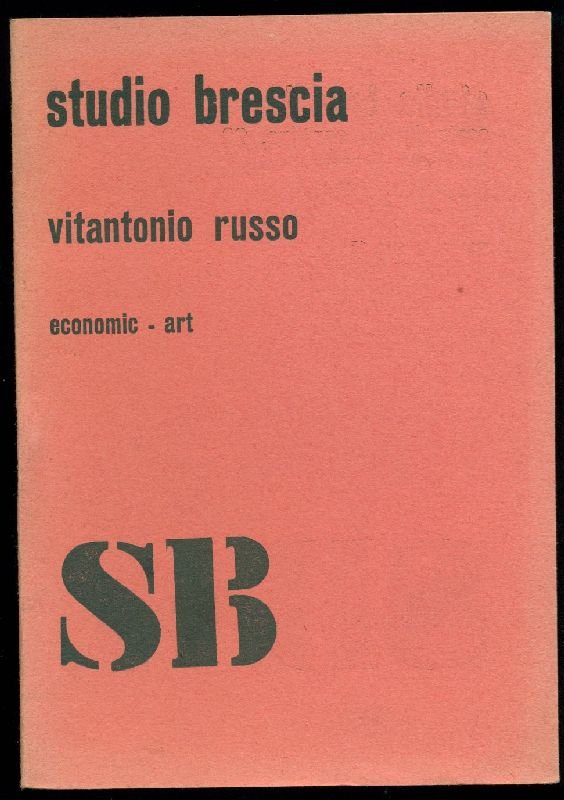 studio brescia
vitantonio russo
economic - art
SB